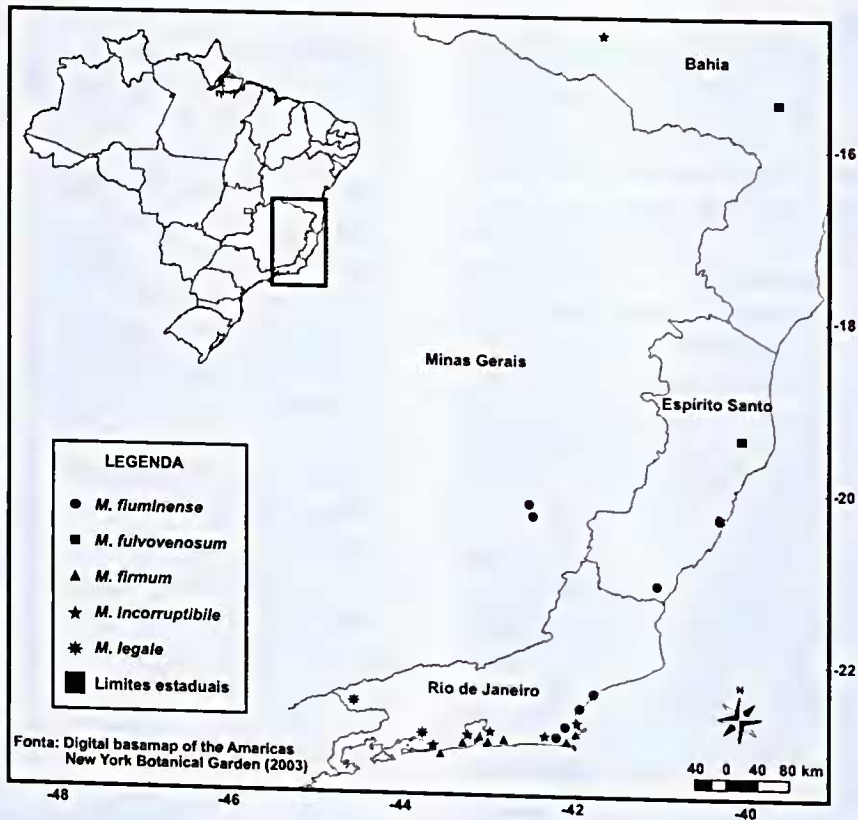 Bahia
-16
-18
Minas Gerais
Espírito Santo
LEGENDA
M. fluminense
M. fulvovenosum
M. firmum
M. Incorruptibile
M. legale
Limites estaduais
-20
-22
Rio de Janeiro
N
Fonta: Digital basamap of the Amaricas
New York Botanical Garden (2003)
40 0 40 80 km
-48 -46 -44 -42 -40